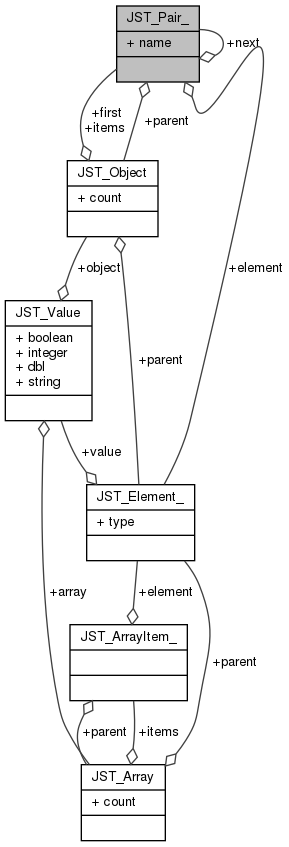 JST_Pair_
+ name
+next
+first
+items
+parent
JST_Object
+ count
+element
+object
JST_Value
+ boolean
+ integer
+ dbl
+ string
+parent
+value
JST_Element_
+ type
+array
+element
JST_ArrayItem_
+parent
+parent
+items
JST_Array
+ count